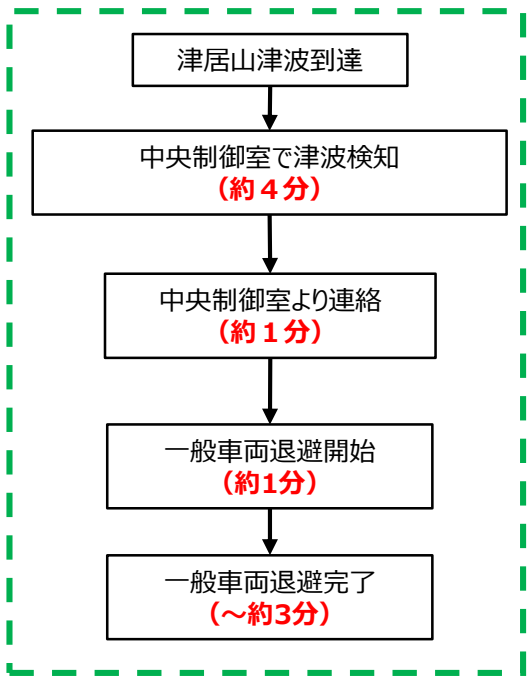 津居山津波到達
中央制御室で津波検知
（約４分）
中央制御室より連絡
（約１分）
一般車両退避開始
（約1分）
一般車両退避完了
（～約3分）